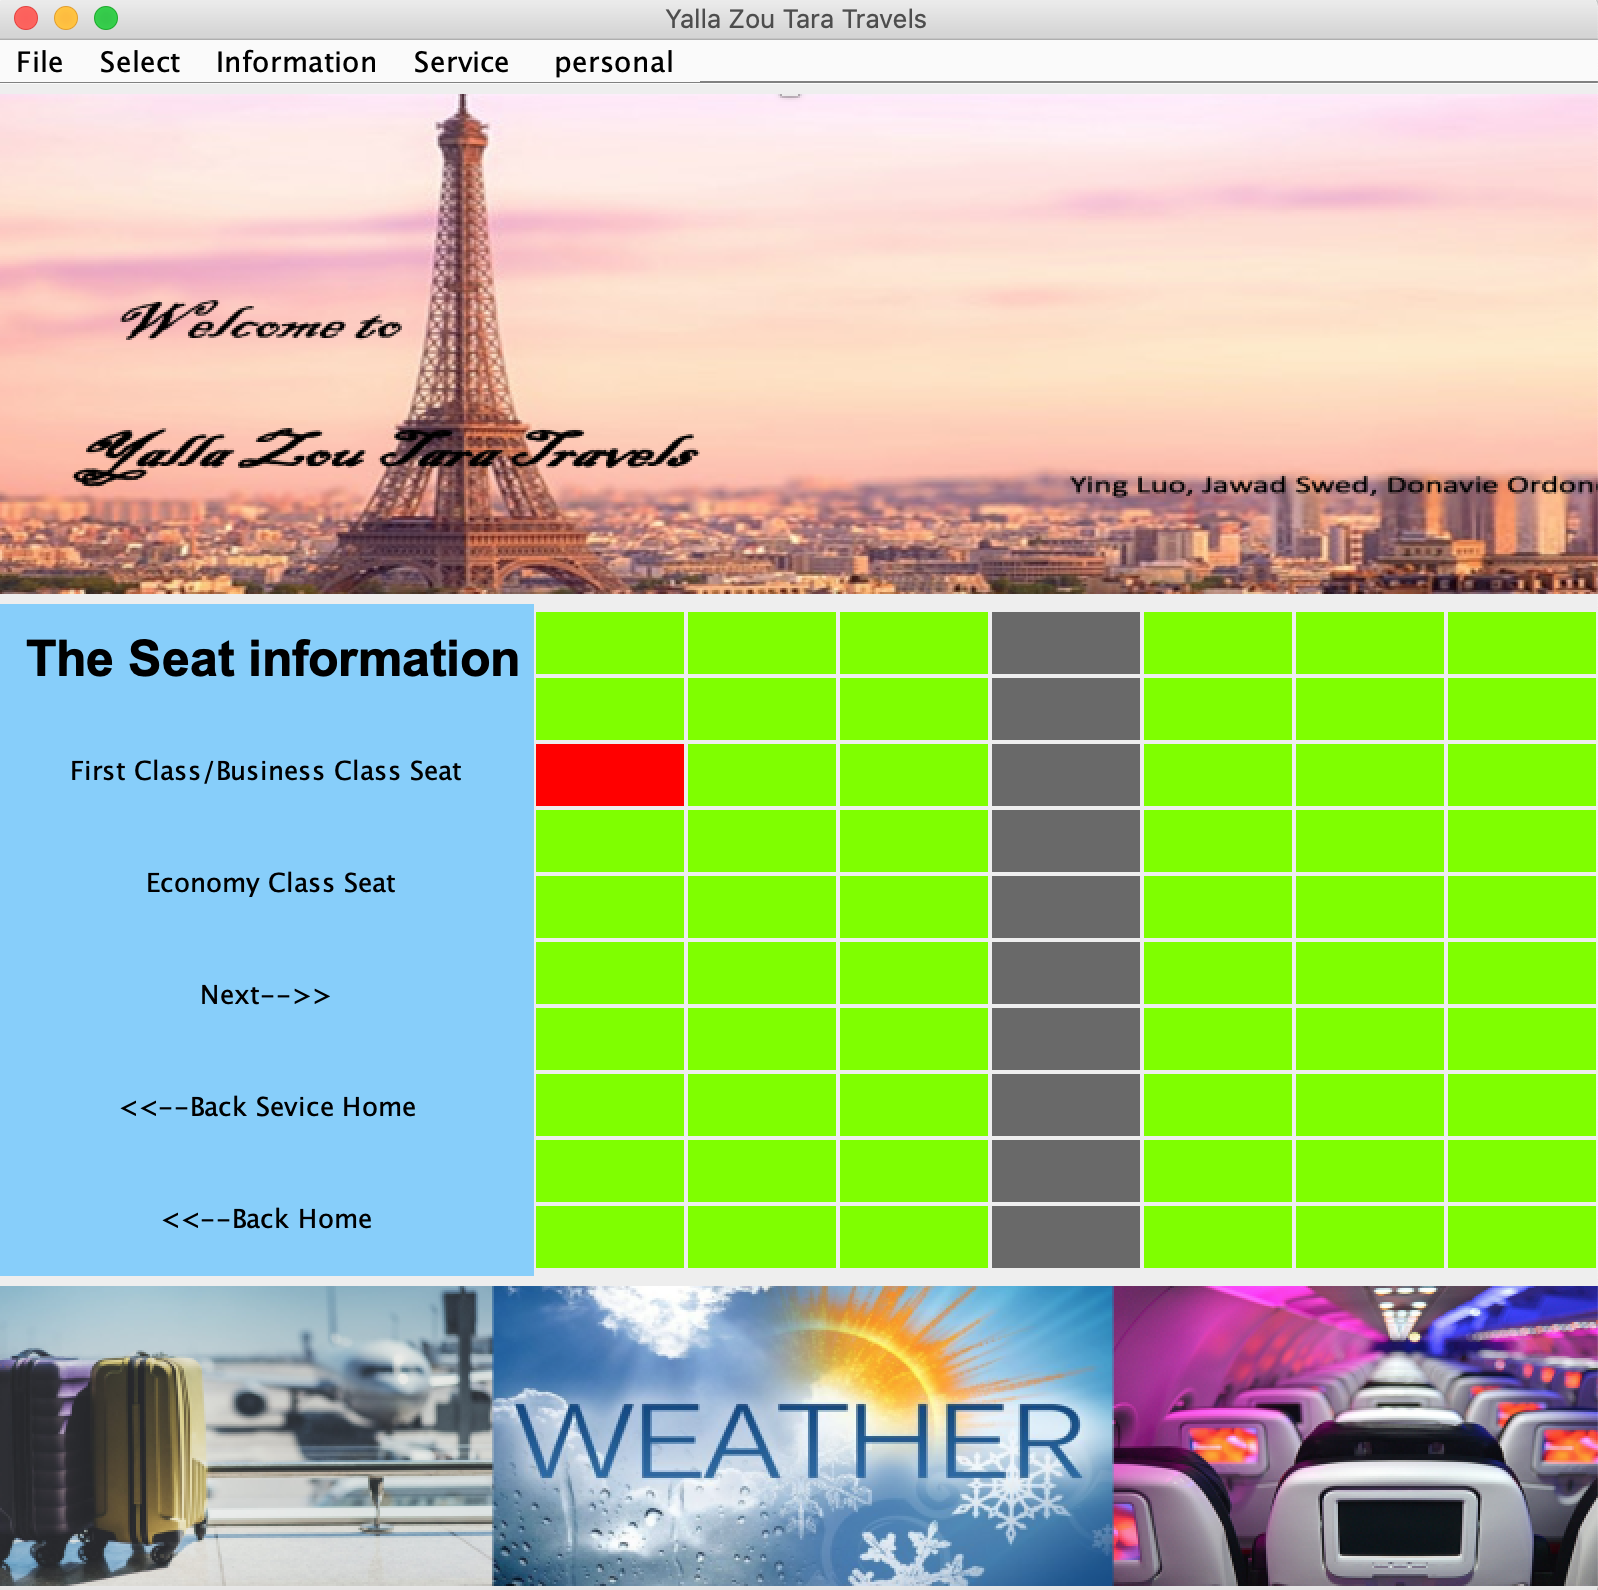 Yalla Zou Tara Travels
File Select Information Service personal
Welcome to
Yalla Zou Tara Travels
Ying Luo, Jawad Swed, Donavie Ordon
The Seat information
First Class/Business Class Seat
Economy Class Seat
Next-->>
<<--Back Sevice Home
<<--Back Home
WEATHER